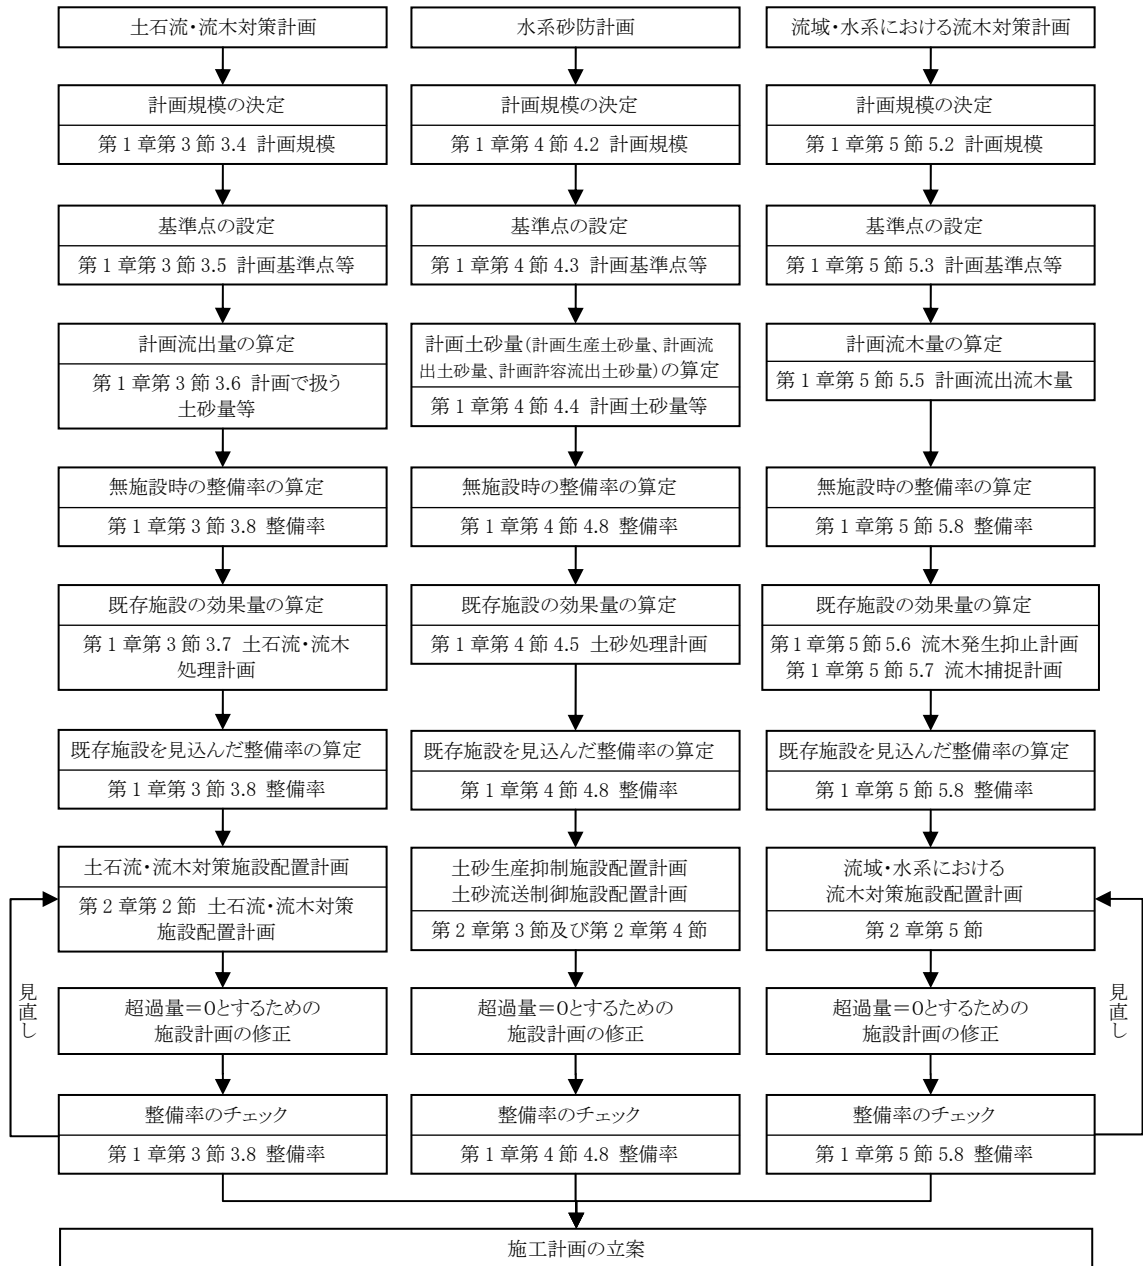 土石流・流木対策計画
水系砂防計画
流域・水系における流木対策計画
計画規模の決定
第1章第3節 3.4 計画規模
計画規模の決定
第1章第4節 4.2 計画規模
計画規模の決定
第1章第5節 5.2 計画規模
基準点の設定
第1章第3節 3.5 計画基準点等
基準点の設定
第1章第4節 4.3 計画基準点等
基準点の設定
第1章第5節 5.3 計画基準点等
計画流出量の算定
第1章第3節 3.6 計画で扱う
土砂量等
計画土砂量(計画生産土砂量、計画流
出土砂量、計画許容流出土砂量)の算定
第1章第4節 4.4 計画土砂量等
計画流木量の算定
第1章第5節 5.5 計画流出流木量
無施設時の整備率の算定
第1章第3節 3.8 整備率
無施設時の整備率の算定
第1章第4節 4.8 整備率
無施設時の整備率の算定
第1章第5節 5.8 整備率
既存施設の効果量の算定
第1章第3節 3.7 土石流・流木
処理計画
既存施設の効果量の算定
第1章第4節 4.5 土砂処理計画
既存施設の効果量の算定
第1章第5節 5.6 流木発生抑止計画
第1章第5節 5.7 流木捕捉計画
既存施設を見込んだ整備率の算定
第1章第3節 3.8 整備率
既存施設を見込んだ整備率の算定
第1章第4節 4.8 整備率
既存施設を見込んだ整備率の算定
第1章第5節 5.8 整備率
土石流・流木対策施設配置計画
第2章第2節 土石流・流木対策
施設配置計画
土砂生産抑制施設配置計画
土砂流送制御施設配置計画
第2章第3節及び第2章第4節
流域・水系における
流木対策施設配置計画
第2章第5節
見直し
超過量=0とするための
施設計画の修正
超過量=0とするための
施設計画の修正
超過量=0とするための
施設計画の修正
見直し
整備率のチェック
第1章第3節 3.8 整備率
整備率のチェック
第1章第4節 4.8 整備率
整備率のチェック
第1章第5節 5.8 整備率
施工計画の立案